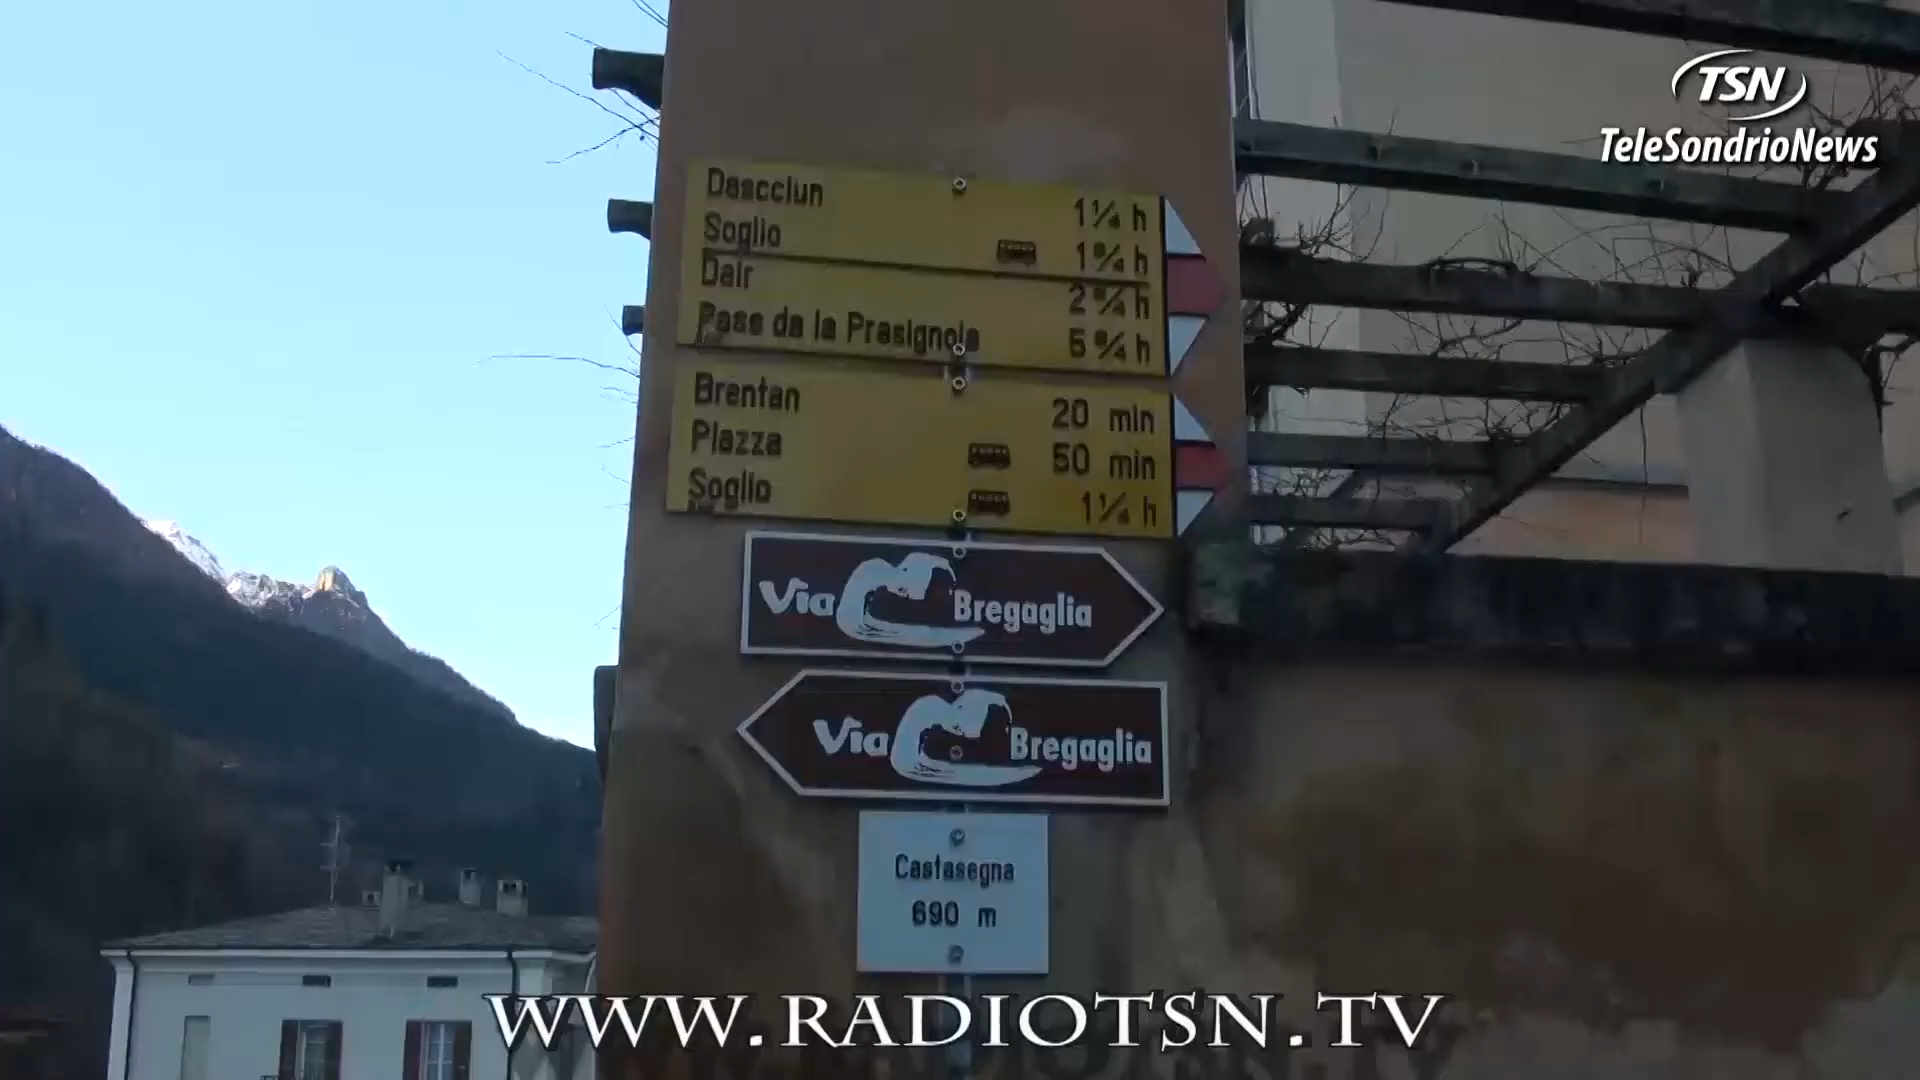 TSN
TeleSondrioNews
Dascciun 1¼ h
Soglio 1¾ h
Dair 2¾ h
Pass da la Prasignola 5¾ h
Brentan 20 min
Plazza 50 min
Soglio 1¼ h
Via Bregaglia
Via Bregaglia
Castasegna
690 m
WWW.RADIOTSN.TV